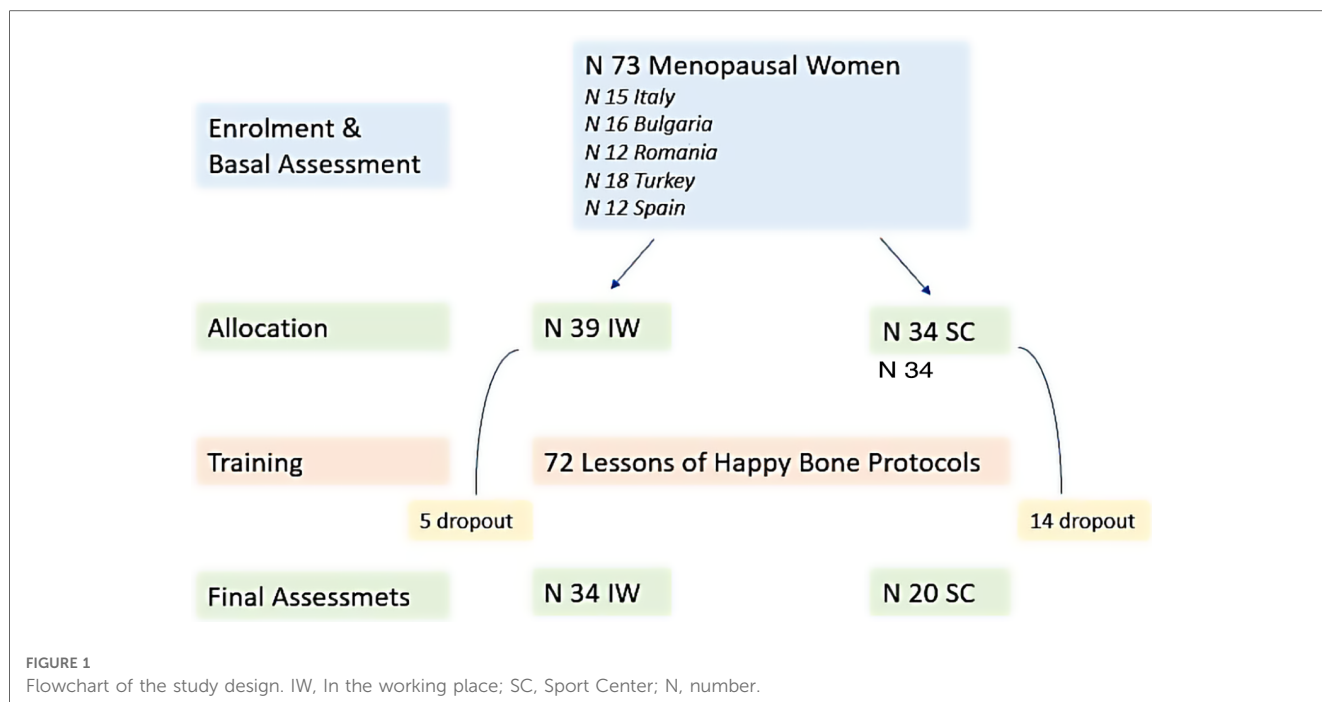 N 73 Menopausal Women
N 15 Italy
N 16 Bulgaria
N 12 Romania
N 18 Turkey
N 12 Spain
Enrolment &
Basal Assessment
Allocation
N 39 IW
N 34 SC
N 34
Training
72 Lessons of Happy Bone Protocols
5 dropout
14 dropout
Final Assessmets
N 34 IW
N 20 SC
FIGURE 1
Flowchart of the study design. IW, In the working place; SC, Sport Center; N, number.